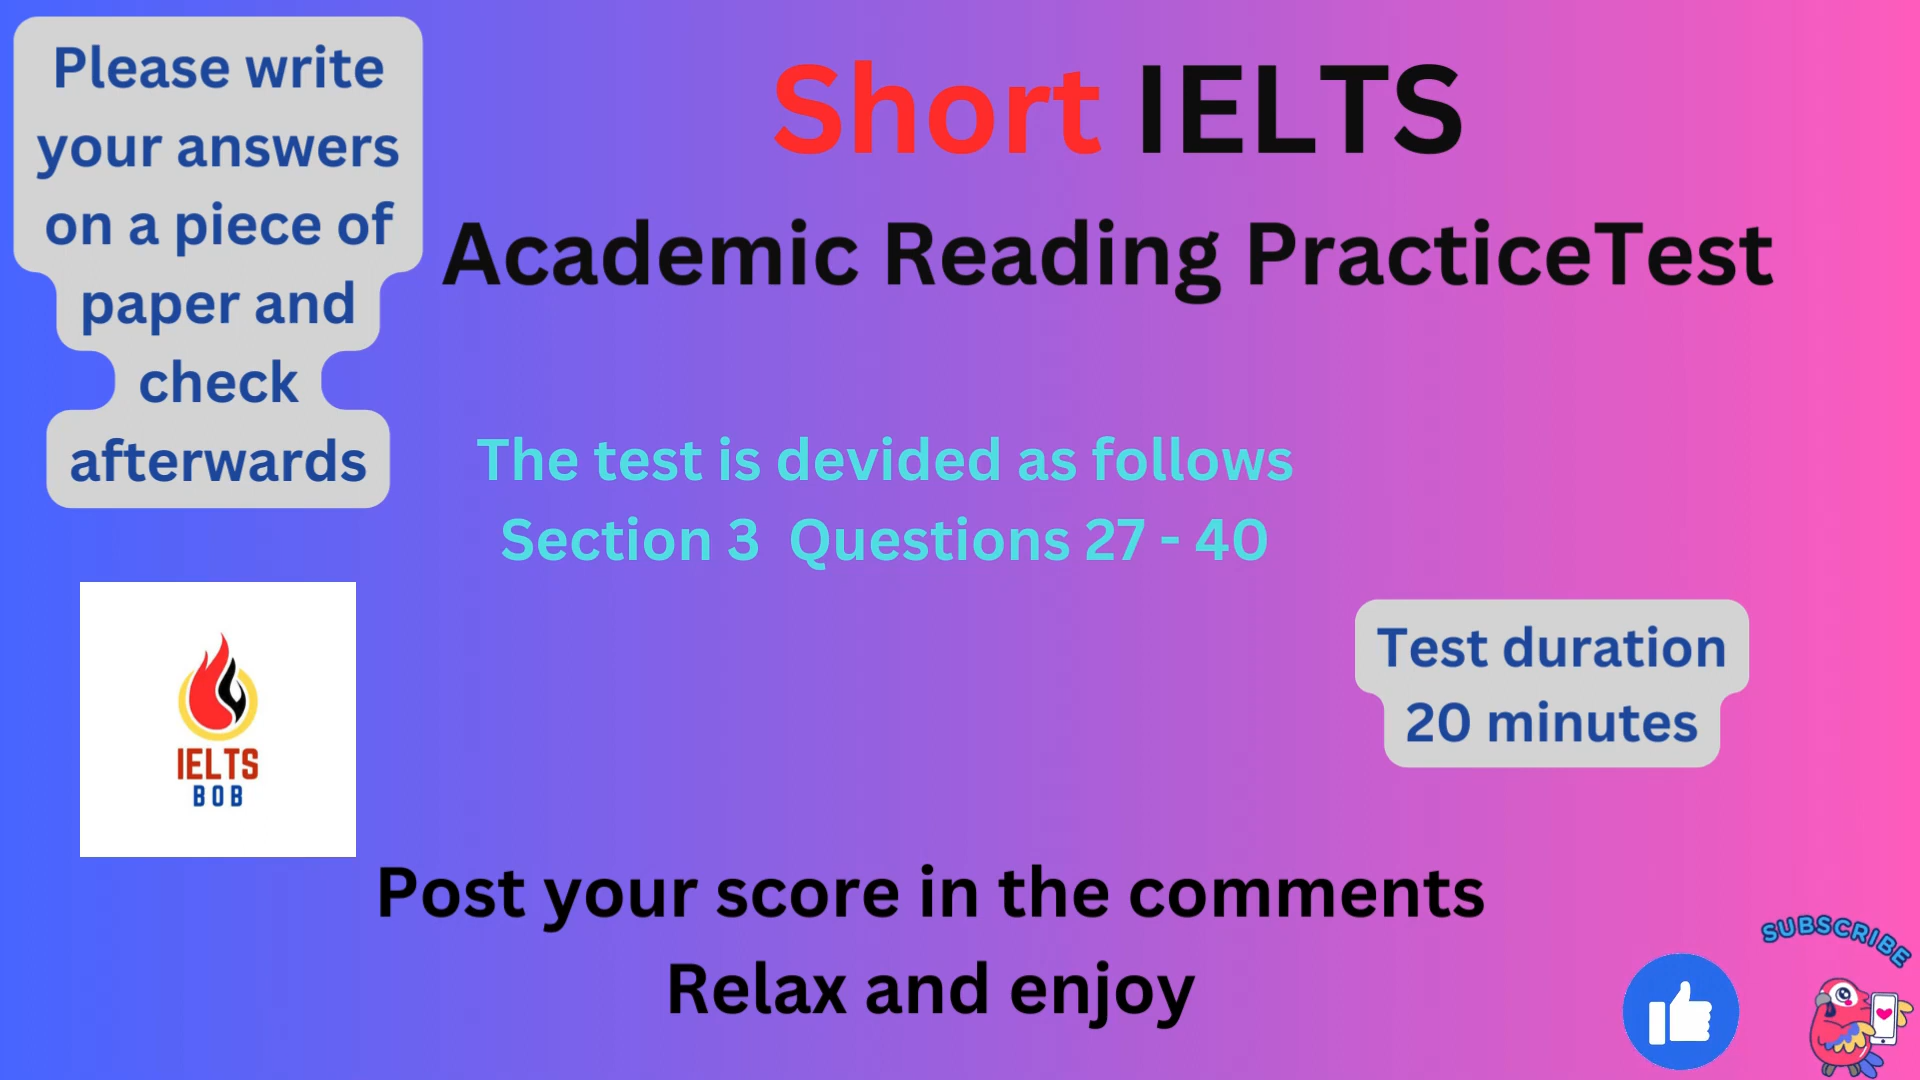 Please write
your answers
on a piece of
paper and
check
afterwards
Short IELTS
Academic Reading PracticeTest
The test is devided as follows
Section 3 Questions 27 - 40
IELTS
BOB
Test duration
20 minutes
Post your score in the comments
Relax and enjoy
SUBSCRIBE